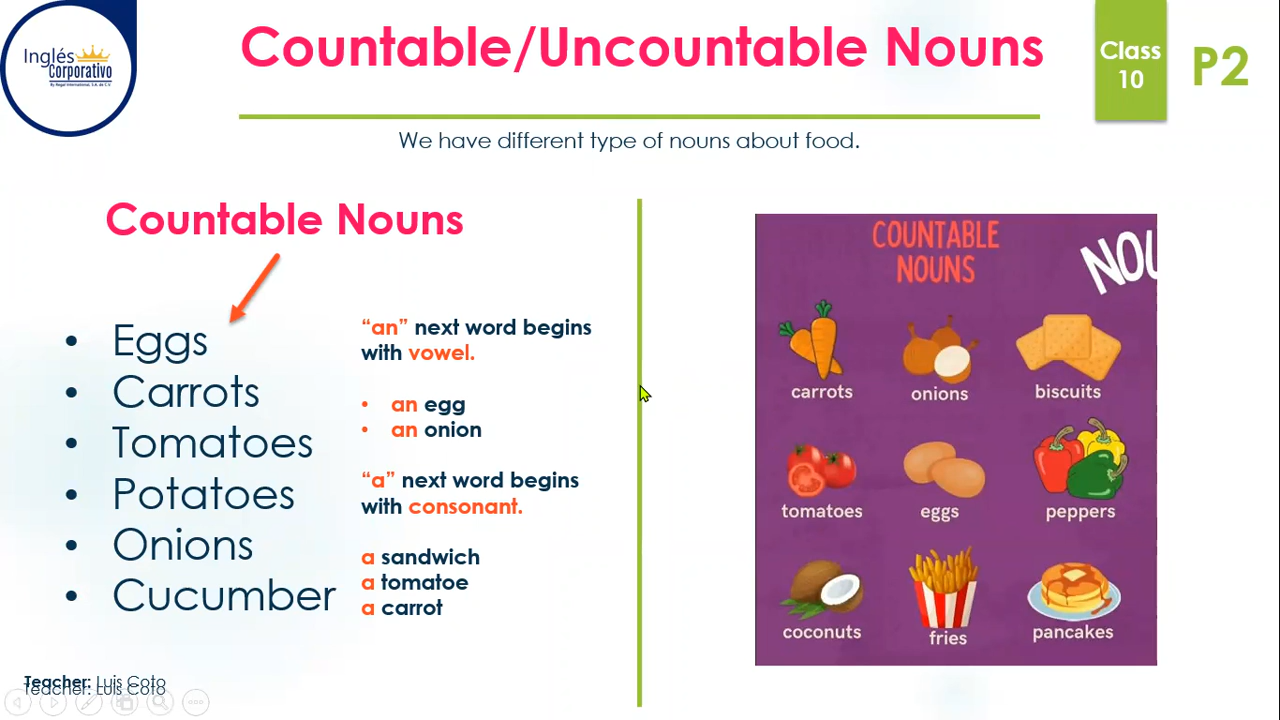 Inglés
Corporativo
By Regal International, S.A. de C.V.
Countable/Uncountable Nouns
Class
10
P2
We have different type of nouns about food.
Countable Nouns
• Eggs
• Carrots
• Tomatoes
• Potatoes
• Onions
• Cucumber
“an” next word begins
with vowel.
• an egg
• an onion
“a” next word begins
with consonant.
a sandwich
a tomatoe
a carrot
COUNTABLE
NOUNS
NOU
carrots onions biscuits
tomatoes eggs peppers
coconuts fries pancakes
Teacher: Luis Coto
Teacher: Luis Coto